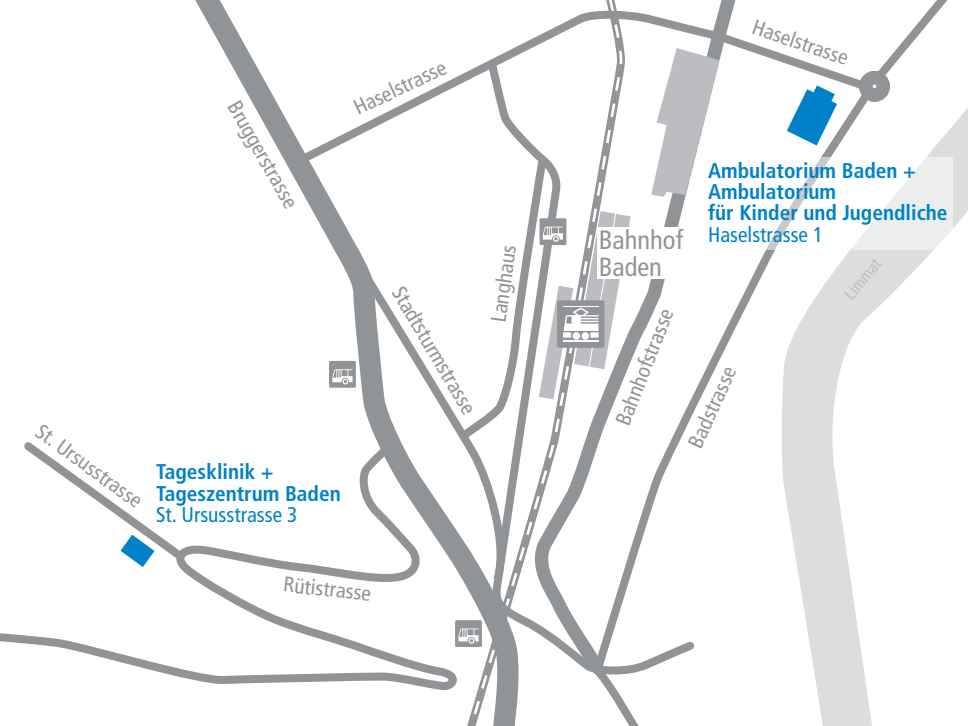 Haselstrasse
Haselstrasse
Bruggerstrasse
Ambulatorium Baden +
Ambulatorium
für Kinder und Jugendliche
Haselstrasse 1
Bahnhof
Baden
Langhaus
Limmat
Stadtsturmstrasse
Bahnhofstrasse
Badstrasse
St. Ursusstrasse
Tagesklinik +
Tageszentrum Baden
St. Ursusstrasse 3
Rütistrasse